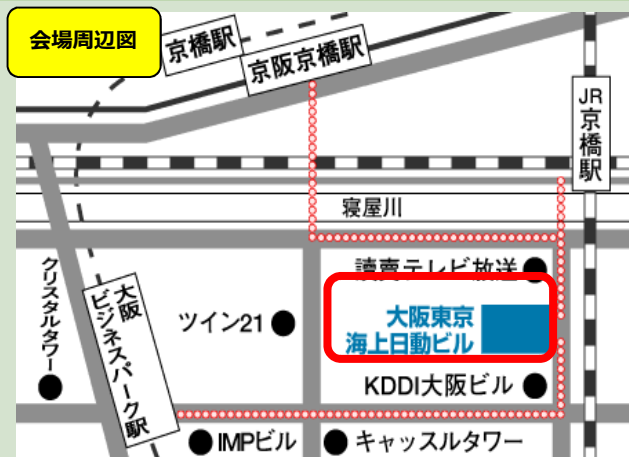 会場周辺図
京橋駅
京阪京橋駅
JR京橋駅
寝屋川
讀売テレビ放送
クリスタルタワー
大阪
ビジネスパーク駅
ツイン21
大阪東京
海上日動ビル
KDDI大阪ビル
IMPビル
キャッスルタワー